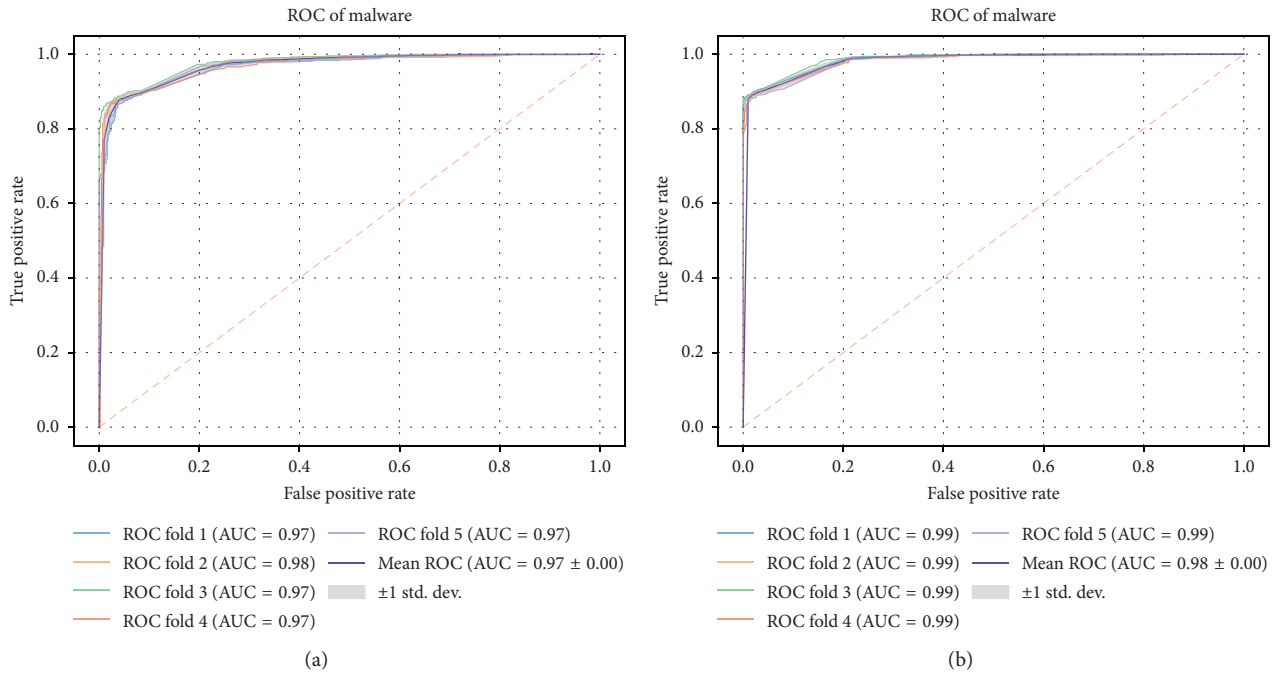 ROC of malware
1.0
0.8
0.6
0.4
0.2
0.0
True positive rate
0.0 0.2 0.4 0.6 0.8 1.0
False positive rate
ROC fold 1 (AUC = 0.97)
ROC fold 2 (AUC = 0.98)
ROC fold 3 (AUC = 0.97)
ROC fold 4 (AUC = 0.97)
ROC fold 5 (AUC = 0.97)
Mean ROC (AUC = 0.97 ± 0.00)
±1 std. dev.
(a)
ROC of malware
1.0
0.8
0.6
0.4
0.2
0.0
True positive rate
0.0 0.2 0.4 0.6 0.8 1.0
False positive rate
ROC fold 1 (AUC = 0.99)
ROC fold 2 (AUC = 0.99)
ROC fold 3 (AUC = 0.99)
ROC fold 4 (AUC = 0.99)
ROC fold 5 (AUC = 0.99)
Mean ROC (AUC = 0.98 ± 0.00)
±1 std. dev.
(b)